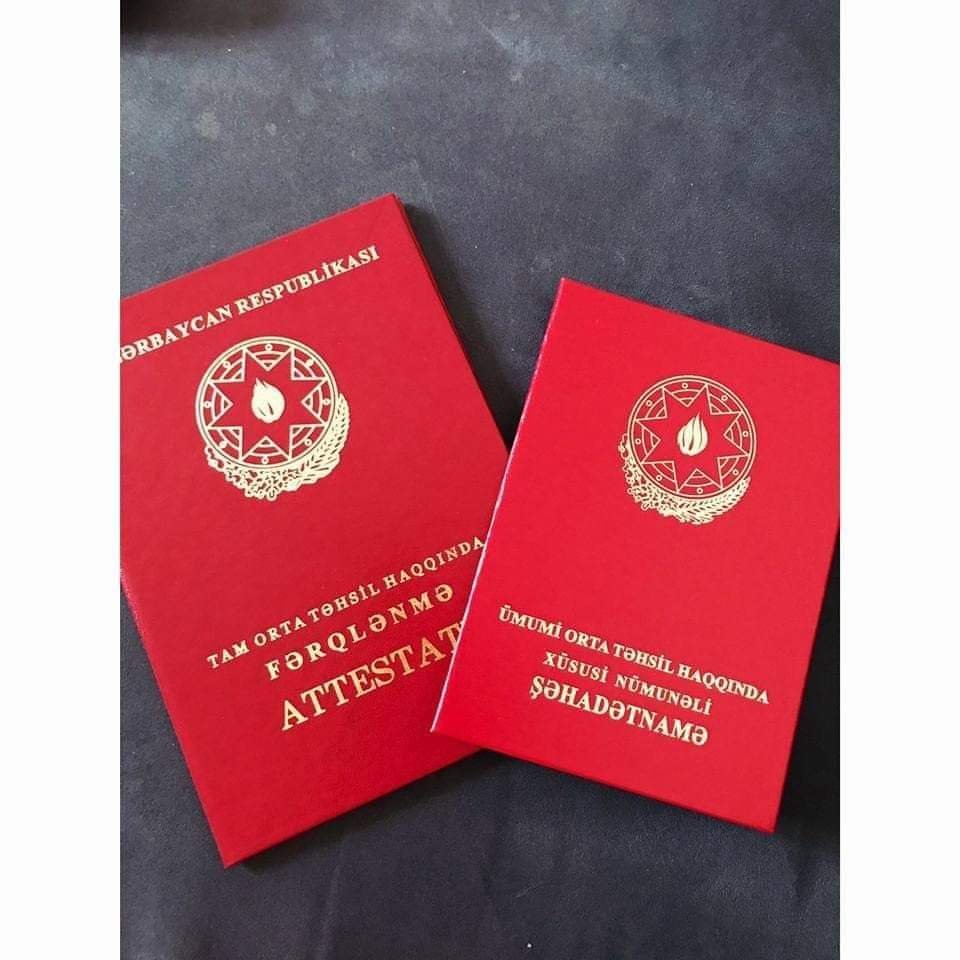 ƏRBAYCAN RESPUBLİKASI
TAM ORTA TƏHSİL HAQQINDA
FƏRQLƏNMƏ
ATTESTAT
ÜMUMİ ORTA TƏHSİL HAQQINDA
XÜSUSİ NÜMUNƏLİ
ŞƏHADƏTNAMƏ